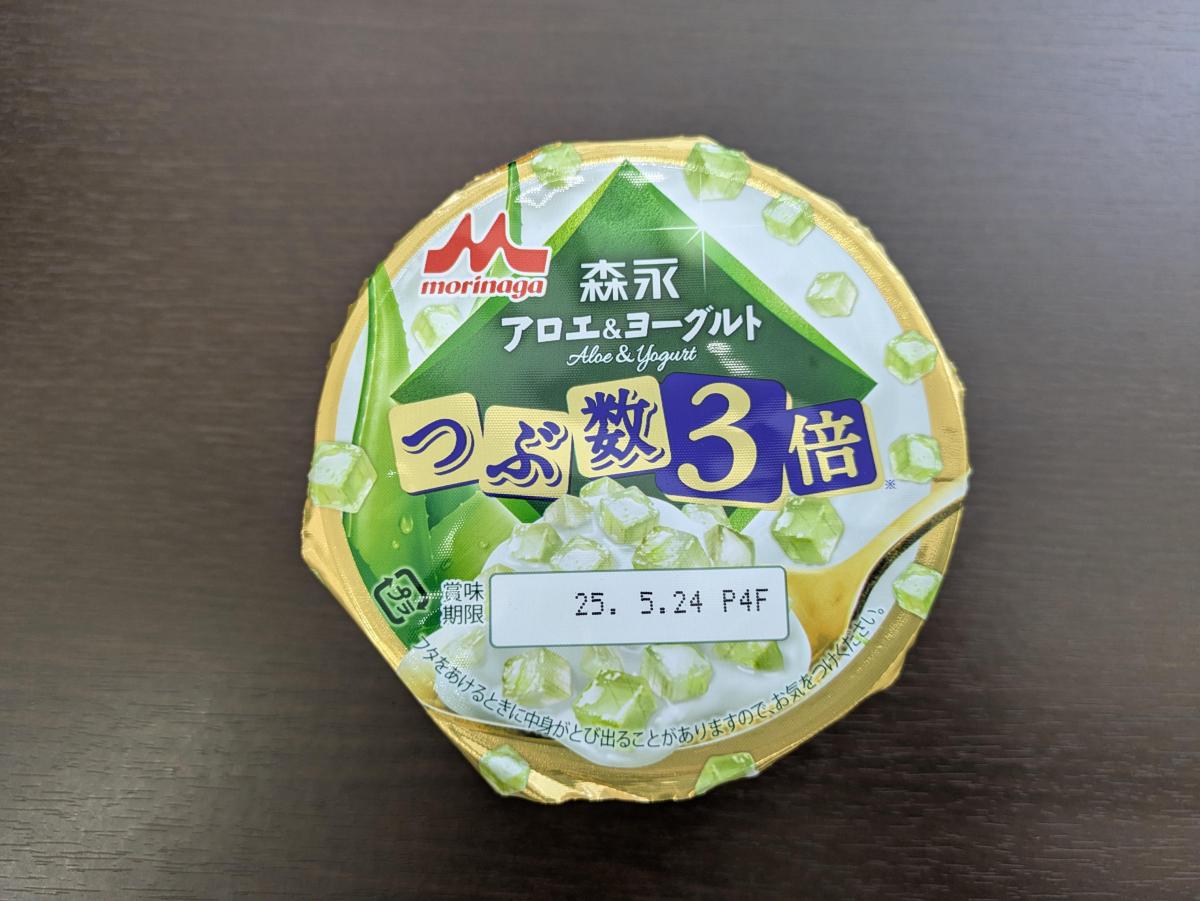 morinaga
森永
アロエ&ヨーグルト
Aloe & Yogurt
つぶ数3倍
※
プラ
賞味
期限
25. 5.24 P4F
フタをあけるときに中身がとび出ることがありますので、お気をつけください。